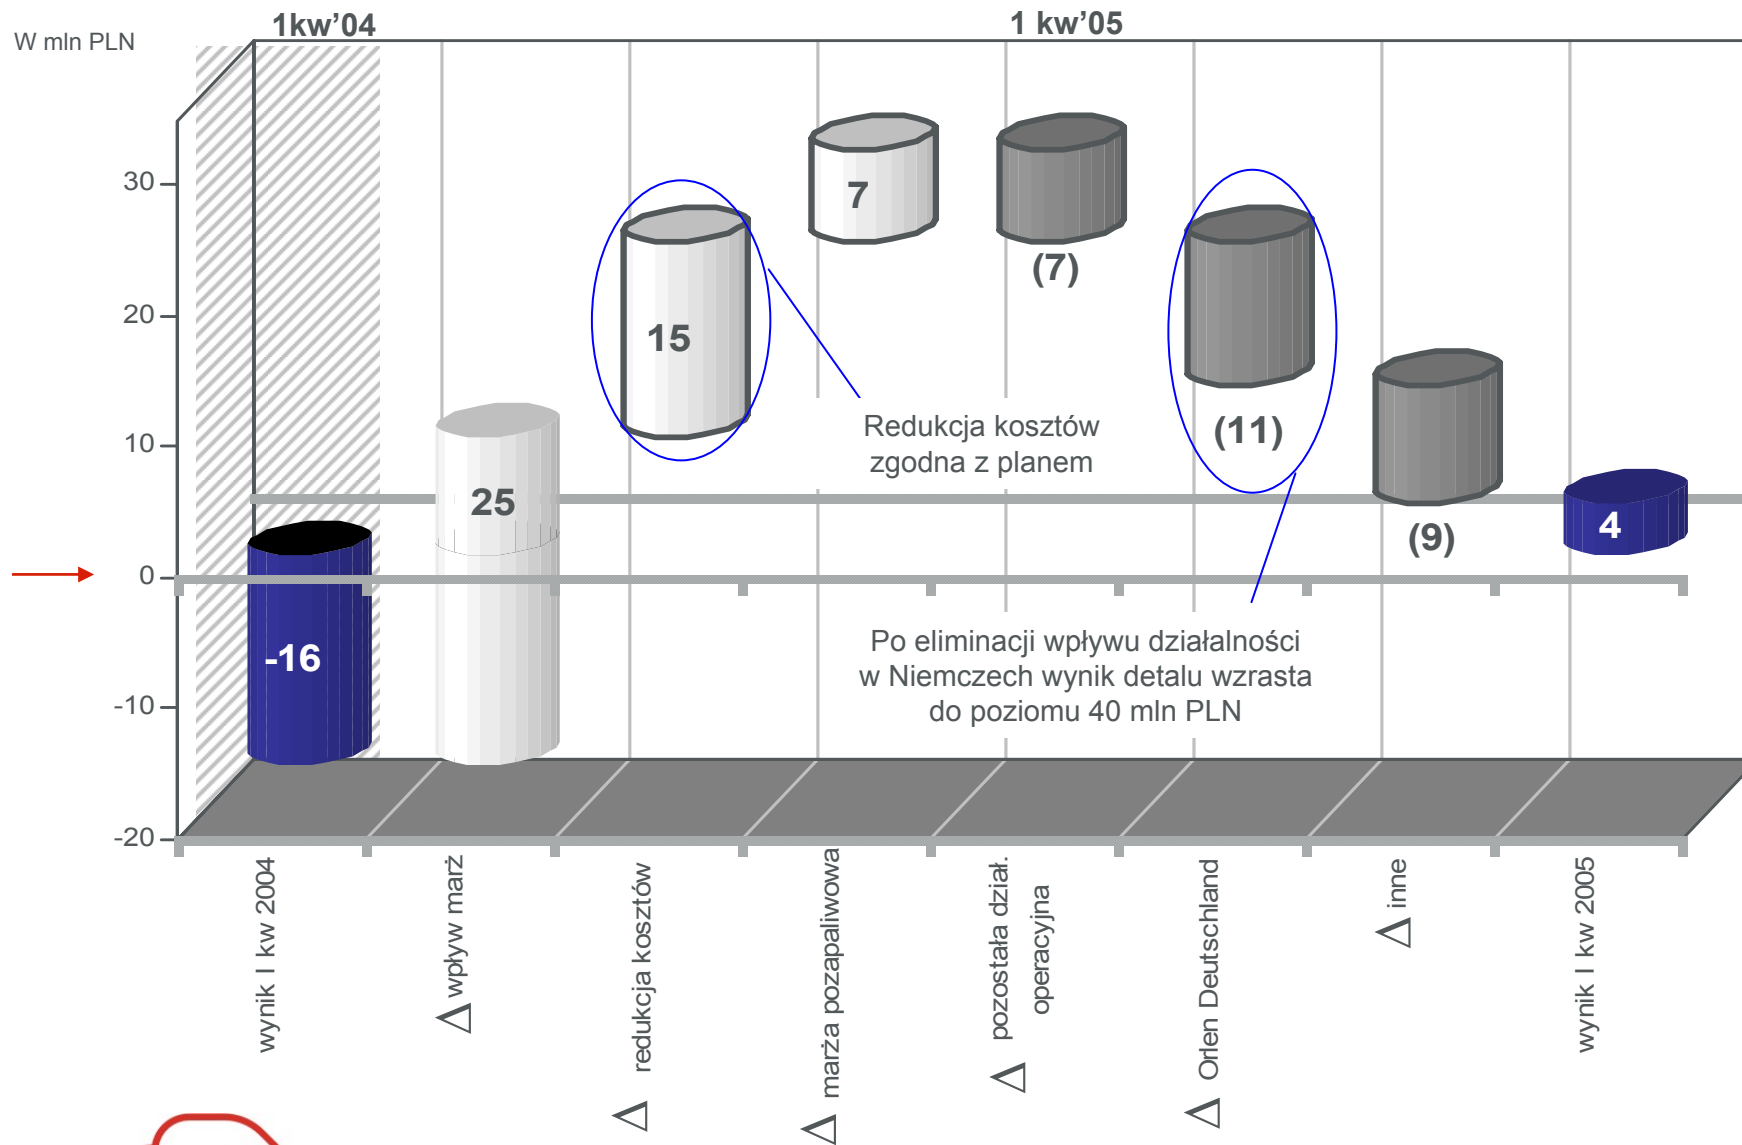 1kw’04
1 kw’05
W mln PLN
30
20
10
0
-10
-20
-16
25
15
7
(7)
(11)
(9)
4
Redukcja kosztów
zgodna z planem
Po eliminacji wpływu działalności
w Niemczech wynik detalu wzrasta
do poziomu 40 mln PLN
wynik I kw 2004
Δ wpływ marż
Δ redukcja kosztów
Δ marża pozapaliwowa
Δ pozostała dział.
operacyjna
Δ Orlen Deutschland
Δ inne
wynik I kw 2005